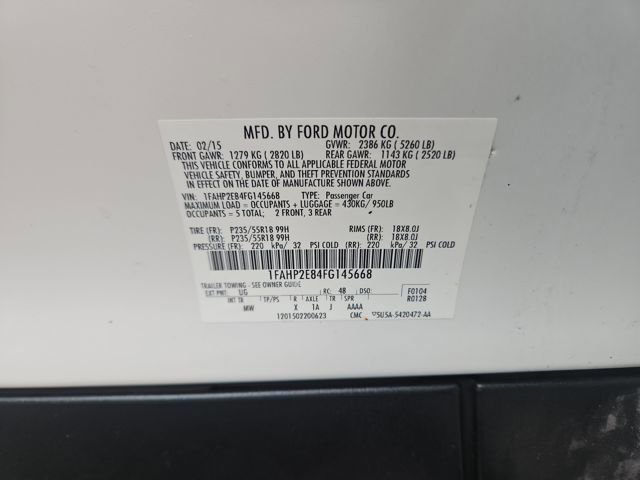 MFD. BY FORD MOTOR CO.
DATE: 02/15 GVWR: 2386 KG ( 5260 LB)
FRONT GAWR: 1279 KG ( 2820 LB) REAR GAWR: 1143 KG ( 2520 LB)
THIS VEHICLE CONFORMS TO ALL APPLICABLE FEDERAL MOTOR
VEHICLE SAFETY, BUMPER, AND THEFT PREVENTION STANDARDS
IN EFFECT ON THE DATE OF MANUFACTURE SHOWN ABOVE.
VIN: 1FAHP2E84FG145668 TYPE: Passenger Car
MAXIMUM LOAD = OCCUPANTS + LUGGAGE = 430KG/ 950LB
OCCUPANTS = 5 TOTAL; 2 FRONT, 3 REAR
TIRE (FR): P235/55R18 99H RIMS (FR): 18X8.0J
(RR): P235/55R18 99H (RR): 18X8.0J
PRESSURE (FR): 220 kPa/ 32 PSI COLD (RR): 220 kPa/ 32 PSI COLD
1FAHP2E84FG145668
TRAILER TOWING - SEE OWNER GUIDE
EXT PNT: UG RC: 48 DSO: F0104
INT TR TP/PS R AXLE TR SPR R0128
MW X 1A J AAAA
1201502200623 CMC 5U5A-5420472-AA